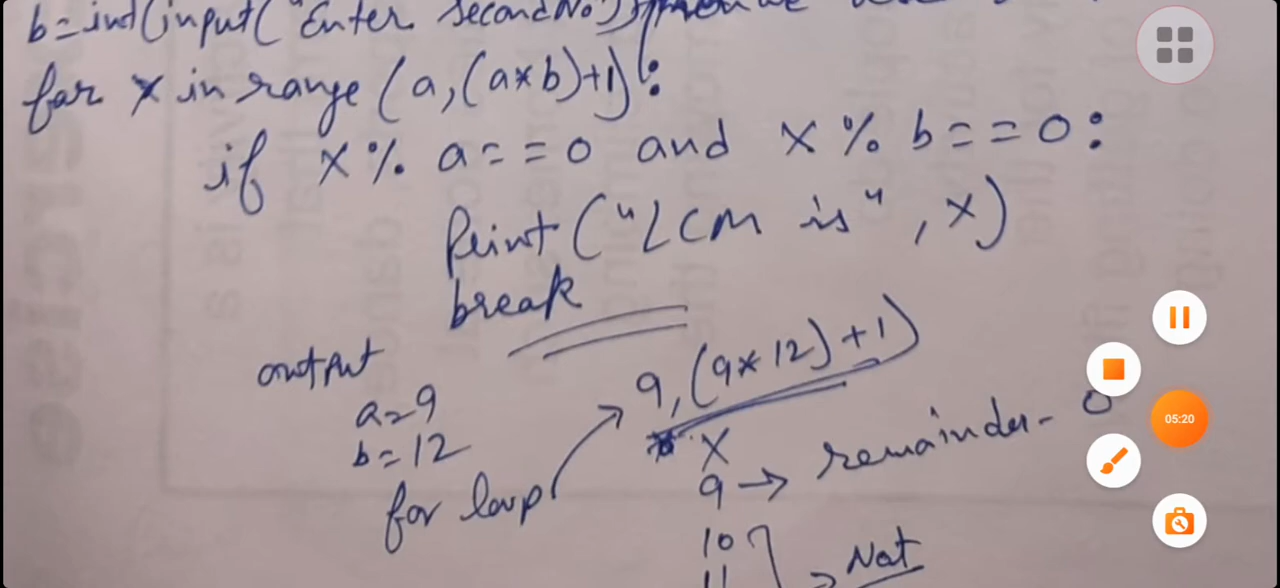 b=int(input("Enter Second No
for x in range (a,(a*b)+1):
if x% a==0 and x% b==0:
Print ("LCM is", x)
break
output
a=9
b=12
for loop
9, (9*12)+1)
x
9 → remainder- 0
10
11
Not
05:20